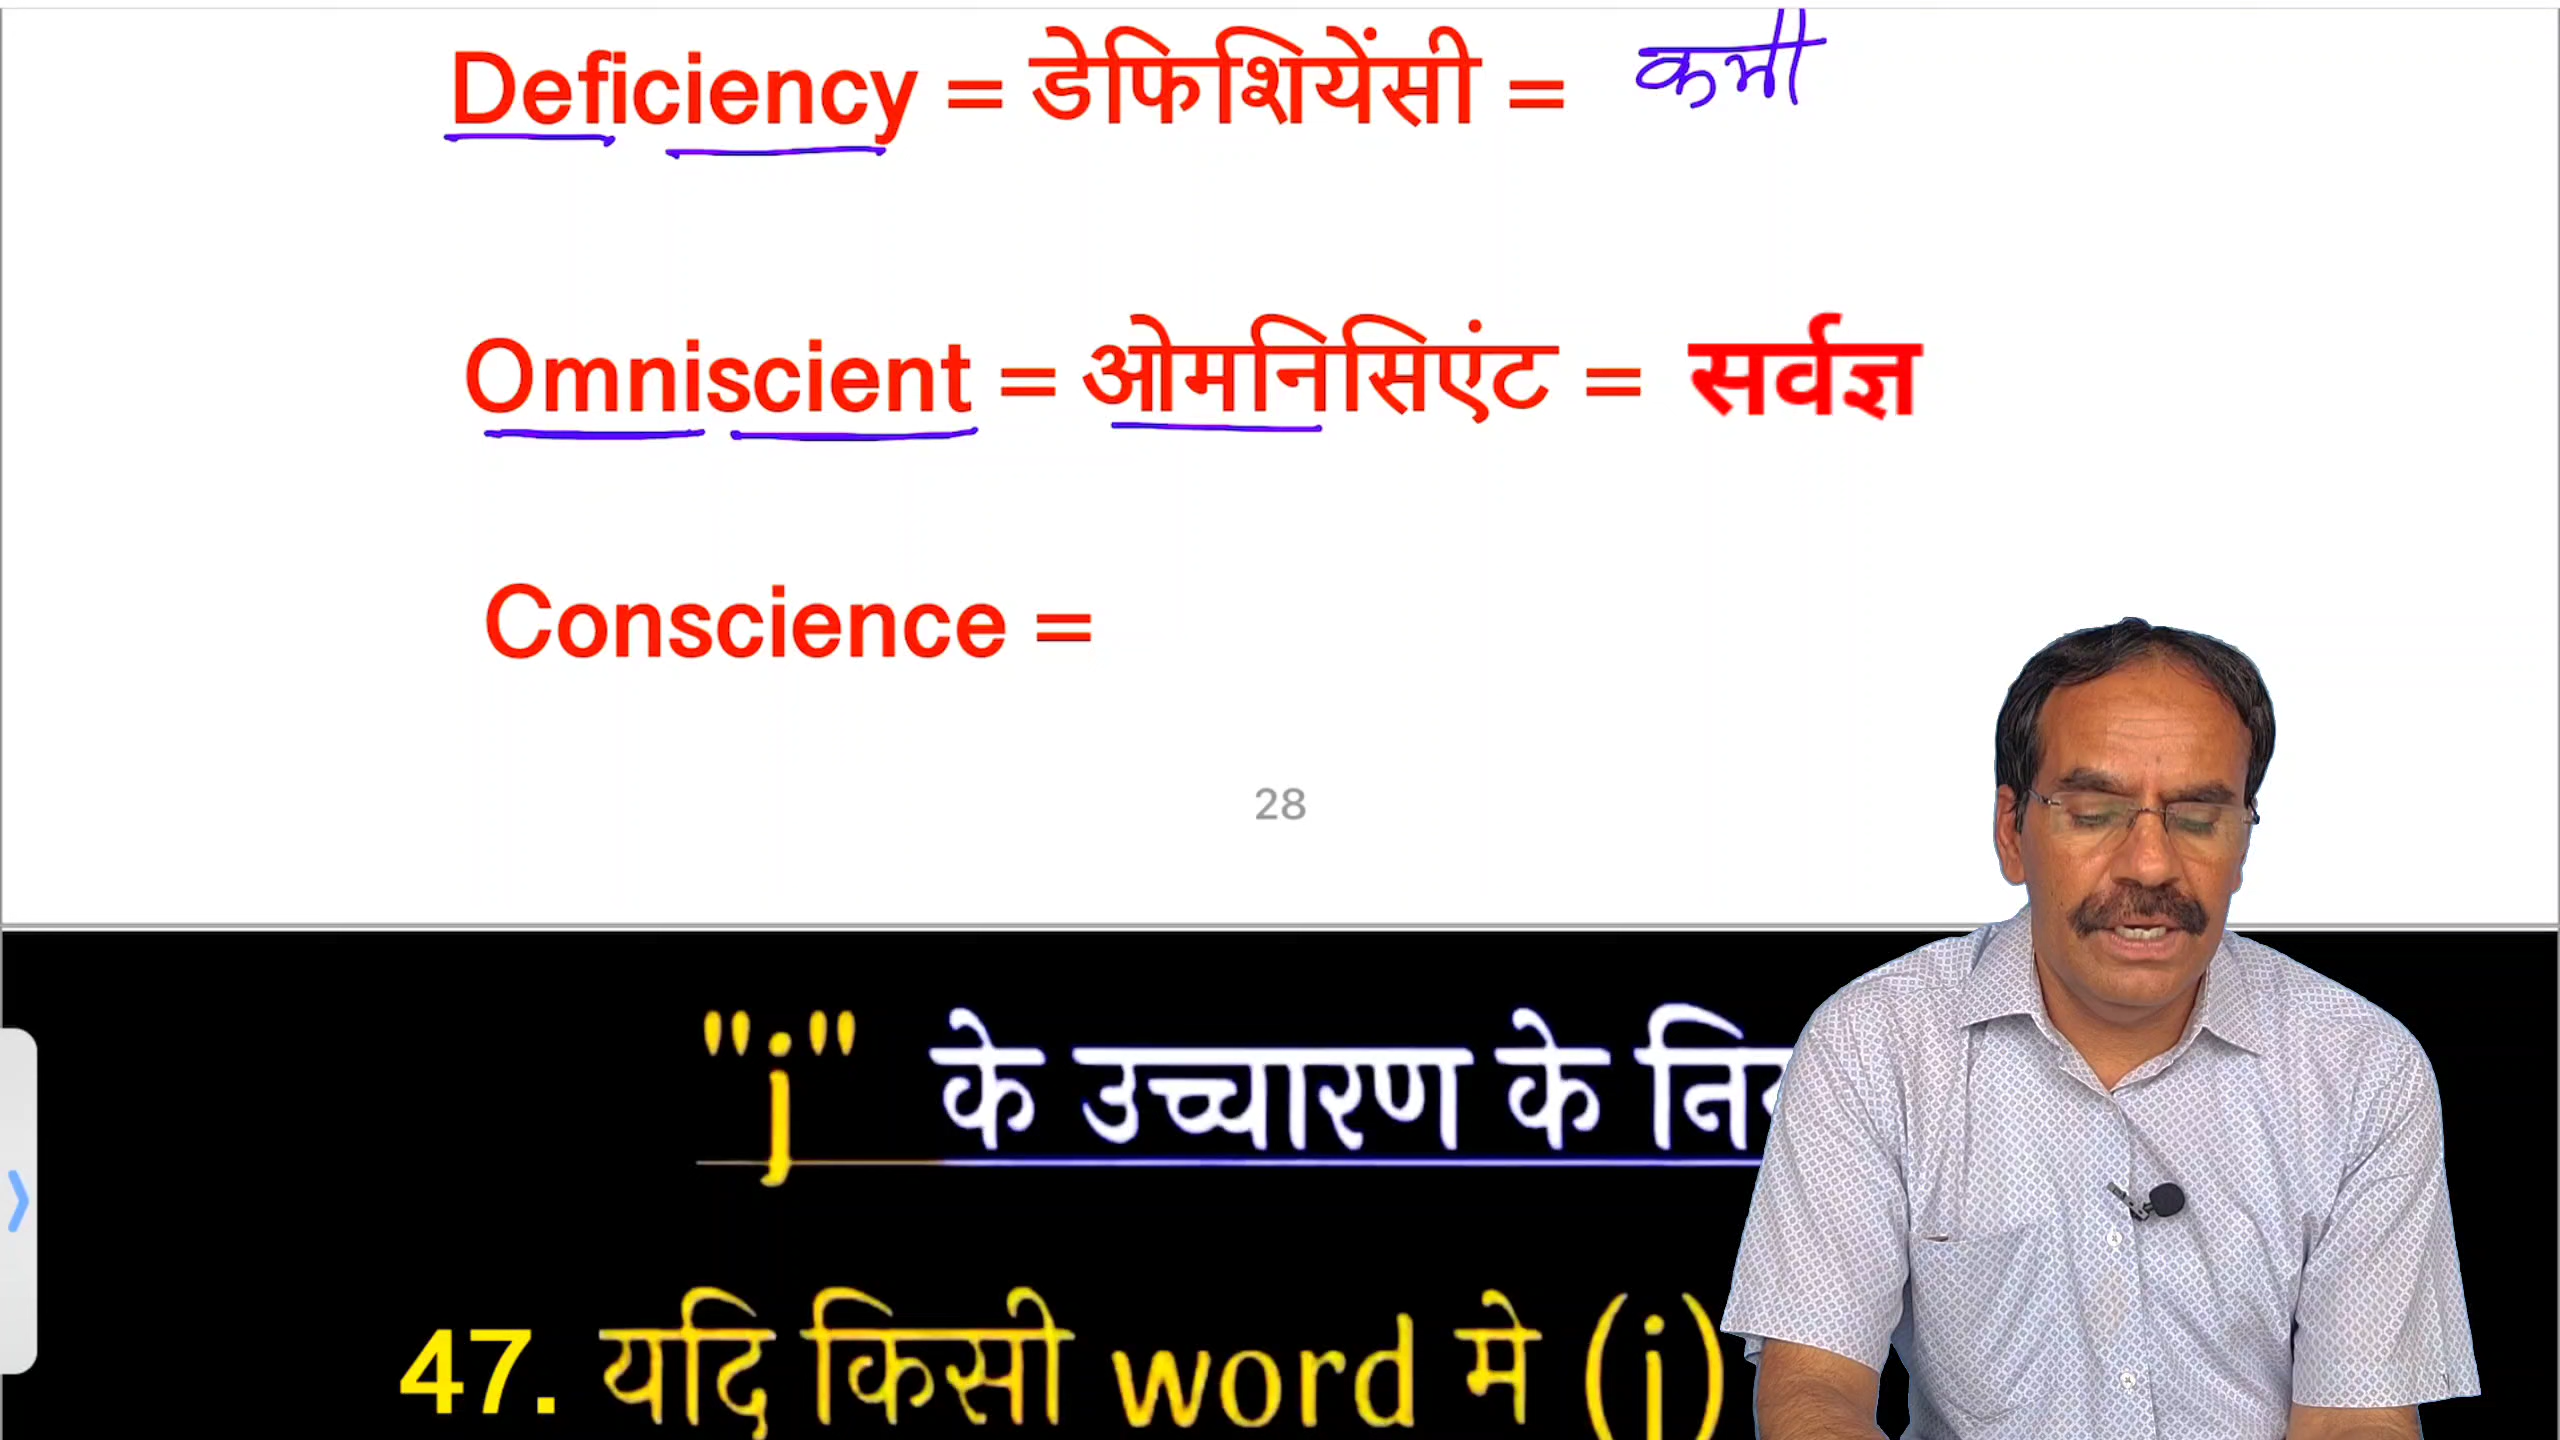 Deficiency = डेफिशियेंसी = कमी
Omniscient = ओमनिसिएंट = सर्वज्ञ
Conscience =
28
"j" के उच्चारण के
47. यदि किसी word मे (j)